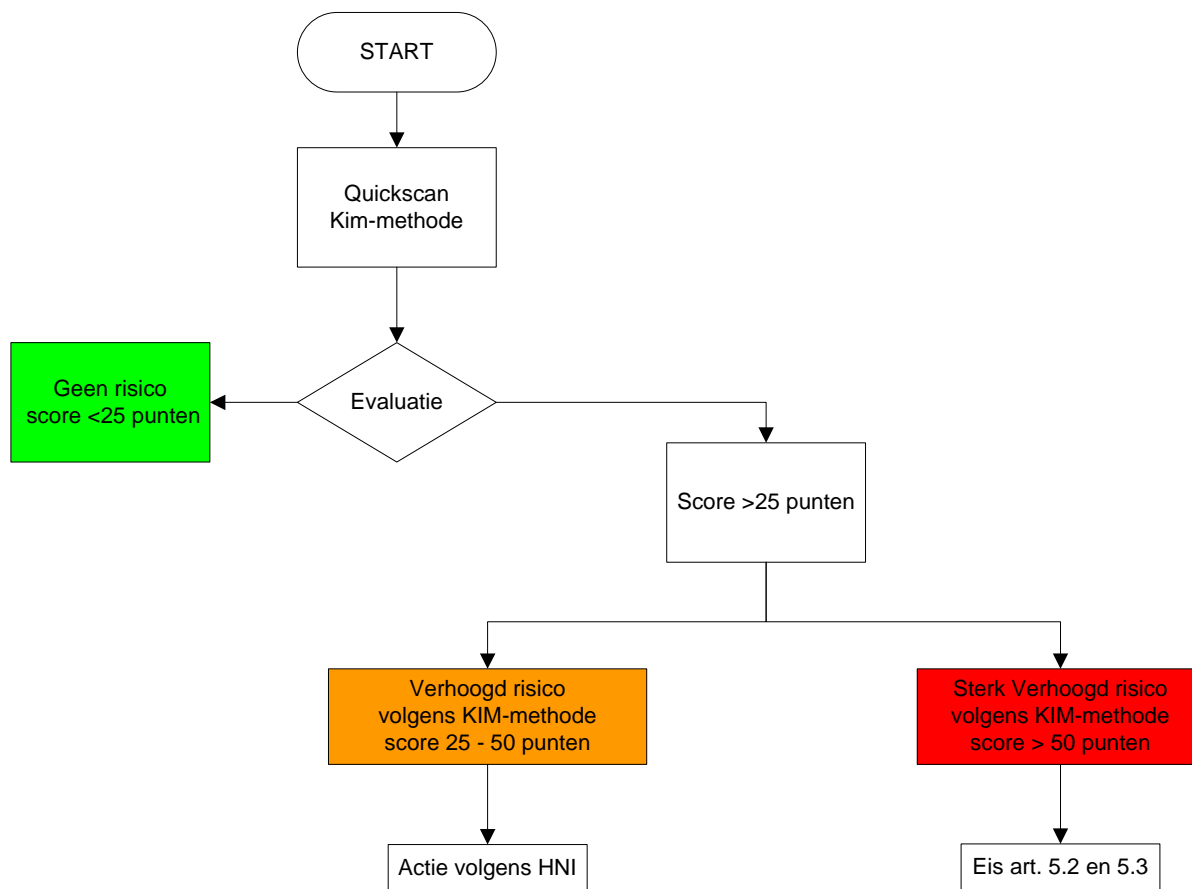 START
Quickscan
Kim-methode
Evaluatie
Geen risico
score <25 punten
Score >25 punten
Verhoogd risico
volgens KIM-methode
score 25 - 50 punten
Sterk Verhoogd risico
volgens KIM-methode
score > 50 punten
Actie volgens HNI
Eis art. 5.2 en 5.3